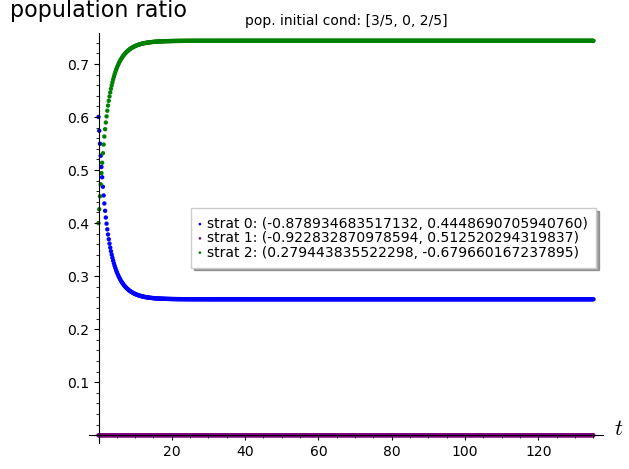 population ratio
pop. initial cond: [3/5, 0, 2/5]
0.7
0.6
0.5
0.4
0.3
0.2
0.1
strat 0: (-0.878934683517132, 0.4448690705940760)
strat 1: (-0.922832870978594, 0.512520294319837)
strat 2: (0.279443835522298, -0.679660167237895)
t
20 40 60 80 100 120